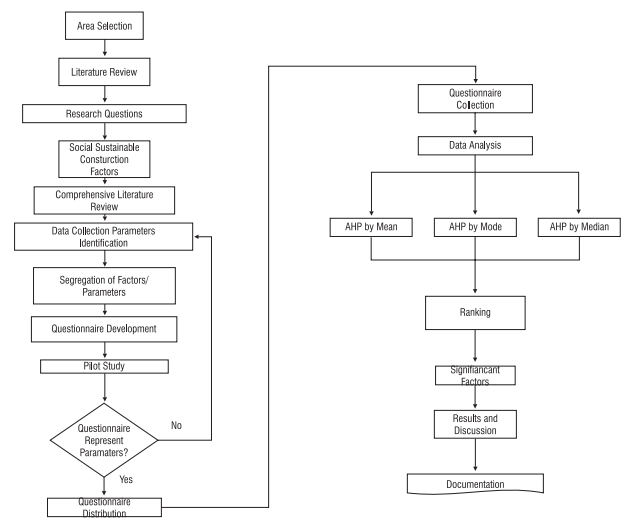 Area Selection
Literature Review
Research Questions
Social Sustainable
Consturction
Factors
Comprehensive Literature
Review
Data Collection Parameters
Identification
Segregation of Factors/
Parameters
Questionnaire Development
Pilot Study
Questionnaire
Represent
Paramaters?
No
Yes
Questionnaire
Distribution
Questionnaire
Collection
Data Analysis
AHP by Mean
AHP by Mode
AHP by Median
Ranking
Signifiancant
Factors
Results and
Discussion
Documentation